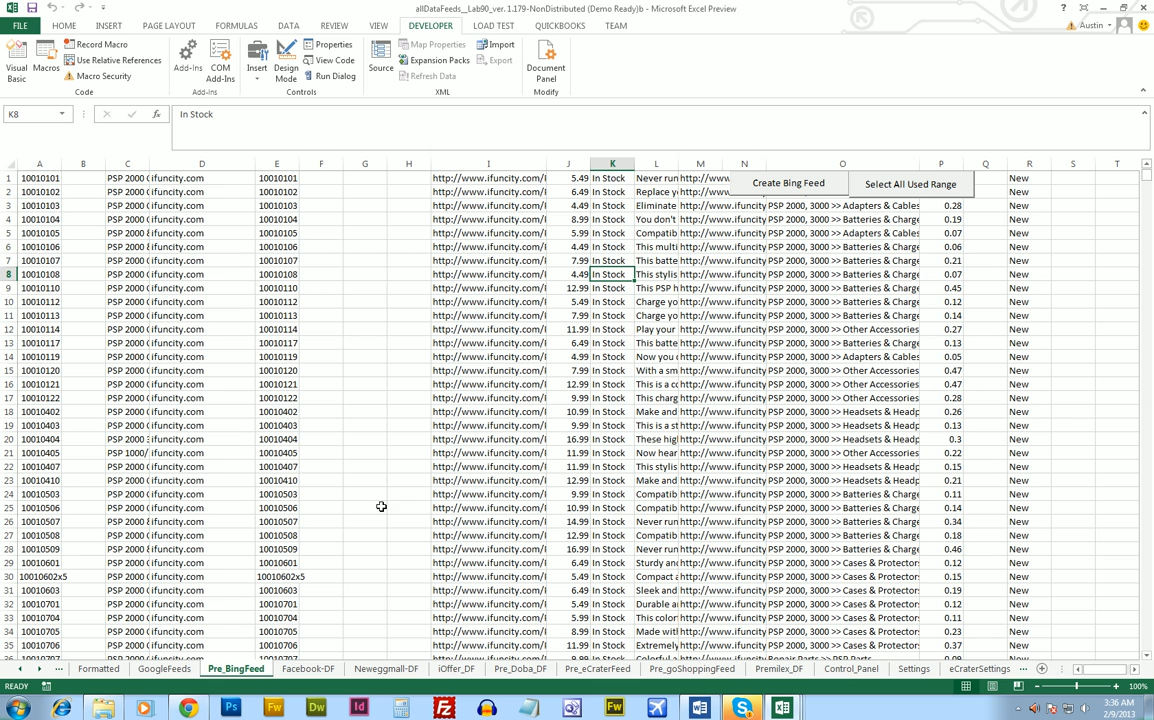 allDataFeeds__Lab90_ver. 1.179-NonDistributed (Demo Ready)b - Microsoft Excel Preview
FILE HOME INSERT PAGE LAYOUT FORMULAS DATA REVIEW VIEW DEVELOPER LOAD TEST QUICKBOOKS TEAM Austin
Visual Basic
Macros
Record Macro
Use Relative References
Macro Security
Code
Add-Ins
COM Add-Ins
Add-Ins
Insert
Design Mode
Properties
View Code
Run Dialog
Controls
Source
Map Properties
Expansion Packs
Refresh Data
Import
Export
XML
Document Panel
Modify
K8 fx In Stock
A B C D E F G H I J K L M N O P Q R S T
Create Bing Feed Select All Used Range
1 10010101 PSP 2000 ( ifuncity.com 10010101 http://www.ifuncity.com/ 5.49 In Stock Never run http://www New
2 10010102 PSP 2000 ( ifuncity.com 10010102 http://www.ifuncity.com/ 6.49 In Stock Replace y http://www New
3 10010103 PSP 2000 ( ifuncity.com 10010103 http://www.ifuncity.com/ 4.49 In Stock Eliminate http://www.ifuncity PSP 2000, 3000 >> Adapters & Cables 0.28 New
4 10010104 PSP 2000 ( ifuncity.com 10010104 http://www.ifuncity.com/ 8.99 In Stock You don't http://www.ifuncity PSP 2000, 3000 >> Batteries & Charge 0.19 New
5 10010105 PSP 2000 & ifuncity.com 10010105 http://www.ifuncity.com/ 5.99 In Stock Compatib http://www.ifuncity PSP 2000, 3000 >> Adapters & Cables 0.07 New
6 10010106 PSP 2000 & ifuncity.com 10010106 http://www.ifuncity.com/ 4.49 In Stock This multi http://www.ifuncity PSP 2000, 3000 >> Batteries & Charge 0.06 New
7 10010107 PSP 2000 ( ifuncity.com 10010107 http://www.ifuncity.com/ 7.99 In Stock This batte http://www.ifuncity PSP 2000, 3000 >> Batteries & Charge 0.21 New
8 10010108 PSP 2000 ( ifuncity.com 10010108 http://www.ifuncity.com/ 4.49 In Stock This stylis http://www.ifuncity PSP 2000, 3000 >> Batteries & Charge 0.07 New
9 10010110 PSP 2000 ( ifuncity.com 10010110 http://www.ifuncity.com/ 12.99 In Stock This PSP h http://www.ifuncity PSP 2000, 3000 >> Batteries & Charge 0.45 New
10 10010112 PSP 2000 ( ifuncity.com 10010112 http://www.ifuncity.com/ 5.49 In Stock Charge yo http://www.ifuncity PSP 2000, 3000 >> Batteries & Charge 0.12 New
11 10010113 PSP 2000 ( ifuncity.com 10010113 http://www.ifuncity.com/ 7.99 In Stock Charge yo http://www.ifuncity PSP 2000, 3000 >> Batteries & Charge 0.14 New
12 10010114 PSP 2000 ( ifuncity.com 10010114 http://www.ifuncity.com/ 11.99 In Stock Play your http://www.ifuncity PSP 2000, 3000 >> Other Accessories 0.27 New
13 10010117 PSP 2000 ( ifuncity.com 10010117 http://www.ifuncity.com/ 6.49 In Stock This batte http://www.ifuncity PSP 2000, 3000 >> Batteries & Charge 0.13 New
14 10010119 PSP 2000 ( ifuncity.com 10010119 http://www.ifuncity.com/ 4.99 In Stock Now you http://www.ifuncity PSP 2000, 3000 >> Adapters & Cables 0.05 New
15 10010120 PSP 2000 ( ifuncity.com 10010120 http://www.ifuncity.com/ 7.99 In Stock With a sm http://www.ifuncity PSP 2000, 3000 >> Other Accessories 0.47 New
16 10010121 PSP 2000 ( ifuncity.com 10010121 http://www.ifuncity.com/ 12.99 In Stock This is a co http://www.ifuncity PSP 2000, 3000 >> Other Accessories 0.47 New
17 10010122 PSP 2000 ( ifuncity.com 10010122 http://www.ifuncity.com/ 9.99 In Stock This charg http://www.ifuncity PSP 2000, 3000 >> Other Accessories 0.28 New
18 10010402 PSP 2000 ( ifuncity.com 10010402 http://www.ifuncity.com/ 10.99 In Stock Make and http://www.ifuncity PSP 2000, 3000 >> Headsets & Headp 0.26 New
19 10010403 PSP 2000 ( ifuncity.com 10010403 http://www.ifuncity.com/ 9.99 In Stock This is a st http://www.ifuncity PSP 2000, 3000 >> Headsets & Headp 0.13 New
20 10010404 PSP 2000 3 ifuncity.com 10010404 http://www.ifuncity.com/ 16.99 In Stock These hig http://www.ifuncity PSP 2000, 3000 >> Headsets & Headp 0.3 New
21 10010405 PSP 1000/ ifuncity.com 10010405 http://www.ifuncity.com/ 11.99 In Stock Now hear http://www.ifuncity PSP 2000, 3000 >> Other Accessories 0.22 New
22 10010407 PSP 2000 ( ifuncity.com 10010407 http://www.ifuncity.com/ 11.99 In Stock This stylis http://www.ifuncity PSP 2000, 3000 >> Headsets & Headp 0.15 New
23 10010410 PSP 2000 ( ifuncity.com 10010410 http://www.ifuncity.com/ 12.99 In Stock Make and http://www.ifuncity PSP 2000, 3000 >> Other Accessories 0.21 New
24 10010503 PSP 2000 ( ifuncity.com 10010503 http://www.ifuncity.com/ 9.99 In Stock Compatib http://www.ifuncity PSP 2000, 3000 >> Batteries & Charge 0.11 New
25 10010506 PSP 2000 ( ifuncity.com 10010506 http://www.ifuncity.com/ 10.99 In Stock Compatib http://www.ifuncity PSP 2000, 3000 >> Batteries & Charge 0.14 New
26 10010507 PSP 2000 & ifuncity.com 10010507 http://www.ifuncity.com/ 14.99 In Stock Never run http://www.ifuncity PSP 2000, 3000 >> Batteries & Charge 0.34 New
27 10010508 PSP 2000 ( ifuncity.com 10010508 http://www.ifuncity.com/ 12.99 In Stock Compatib http://www.ifuncity PSP 2000, 3000 >> Batteries & Charge 0.18 New
28 10010509 PSP 2000 & ifuncity.com 10010509 http://www.ifuncity.com/ 16.99 In Stock Never run http://www.ifuncity PSP 2000, 3000 >> Batteries & Charge 0.46 New
29 10010601 PSP 2000 ( ifuncity.com 10010601 http://www.ifuncity.com/ 5.49 In Stock Sturdy and http://www.ifuncity PSP 2000, 3000 >> Cases & Protectors 0.12 New
30 10010602x5 PSP 2000 ( ifuncity.com 10010602x5 http://www.ifuncity.com/ 5.49 In Stock Compact a http://www.ifuncity PSP 2000, 3000 >> Cases & Protectors 0.15 New
31 10010603 PSP 2000 ( ifuncity.com 10010603 http://www.ifuncity.com/ 6.49 In Stock Sleek and http://www.ifuncity PSP 2000, 3000 >> Cases & Protectors 0.19 New
32 10010701 PSP 2000 ( ifuncity.com 10010701 http://www.ifuncity.com/ 5.49 In Stock Durable a http://www.ifuncity PSP 2000, 3000 >> Cases & Protectors 0.12 New
33 10010704 PSP 2000 ( ifuncity.com 10010704 http://www.ifuncity.com/ 6.49 In Stock This color http://www.ifuncity PSP 2000, 3000 >> Cases & Protectors 0.11 New
34 10010705 PSP 2000 ( ifuncity.com 10010705 http://www.ifuncity.com/ 8.99 In Stock Made with http://www.ifuncity PSP 2000, 3000 >> Cases & Protectors 0.23 New
35 10010706 PSP 2000 ( ifuncity.com 10010706 http://www.ifuncity.com/ 11.99 In Stock Extremely http://www.ifuncity PSP 2000, 3000 >> Cases & Protectors 0.37 New
Formatted GoogleFeeds Pre_BingFeed Facebook-DF Neweggmall-DF iOffer_DF Pre_Doba_DF Pre_eCraterFeed Pre_goShoppingFeed Premilex_DF Control_Panel Settings eCraterSettings
READY 100%
3:36 AM
2/9/2013